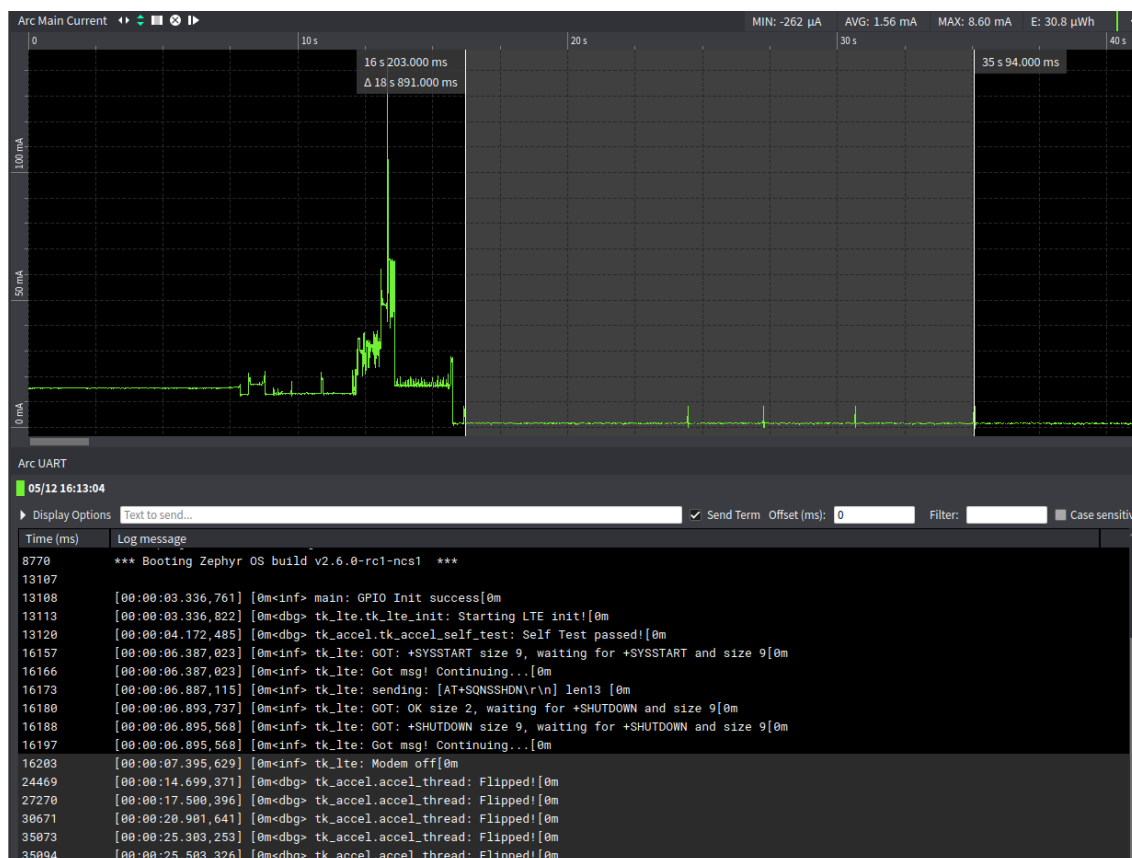 Arc Main Current MIN: -262 µA AVG: 1.56 mA MAX: 8.60 mA E: 30.8 µWh
0 10 s 20 s 30 s 40 s
16 s 203.000 ms 35 s 94.000 ms
Δ 18 s 891.000 ms
100 mA
50 mA
0 mA
Arc UART
05/12 16:13:04
Display Options Text to send... Send Term Offset (ms): 0 Filter: Case sensitiv
Time (ms) Log message
8770 *** Booting Zephyr OS build v2.6.0-rc1-ncs1 ***
13107
13108 [00:00:03.336,761] [0m<inf> main: GPIO Init success[0m
13113 [00:00:03.336,822] [0m<dbg> tk_lte.tk_lte_init: Starting LTE init![0m
13120 [00:00:04.172,485] [0m<dbg> tk_accel.tk_accel_self_test: Self Test passed![0m
16157 [00:00:06.387,023] [0m<inf> tk_lte: GOT: +SYSSTART size 9, waiting for +SYSSTART and size 9[0m
16166 [00:00:06.387,023] [0m<inf> tk_lte: Got msg! Continuing...[0m
16173 [00:00:06.887,115] [0m<inf> tk_lte: sending: [AT+SQNSSHDN\r\n] len13 [0m
16180 [00:00:06.893,737] [0m<inf> tk_lte: GOT: OK size 2, waiting for +SHUTDOWN and size 9[0m
16188 [00:00:06.895,568] [0m<inf> tk_lte: GOT: +SHUTDOWN size 9, waiting for +SHUTDOWN and size 9[0m
16197 [00:00:06.895,568] [0m<inf> tk_lte: Got msg! Continuing...[0m
16203 [00:00:07.395,629] [0m<inf> tk_lte: Modem off[0m
24469 [00:00:14.699,371] [0m<dbg> tk_accel.accel_thread: Flipped![0m
27270 [00:00:17.500,396] [0m<dbg> tk_accel.accel_thread: Flipped![0m
30671 [00:00:20.901,641] [0m<dbg> tk_accel.accel_thread: Flipped![0m
35073 [00:00:25.303,253] [0m<dbg> tk_accel.accel_thread: Flipped![0m
35094 [00:00:25.503,326] [0m<dbg> tk_accel.accel_thread: Flipped![0m